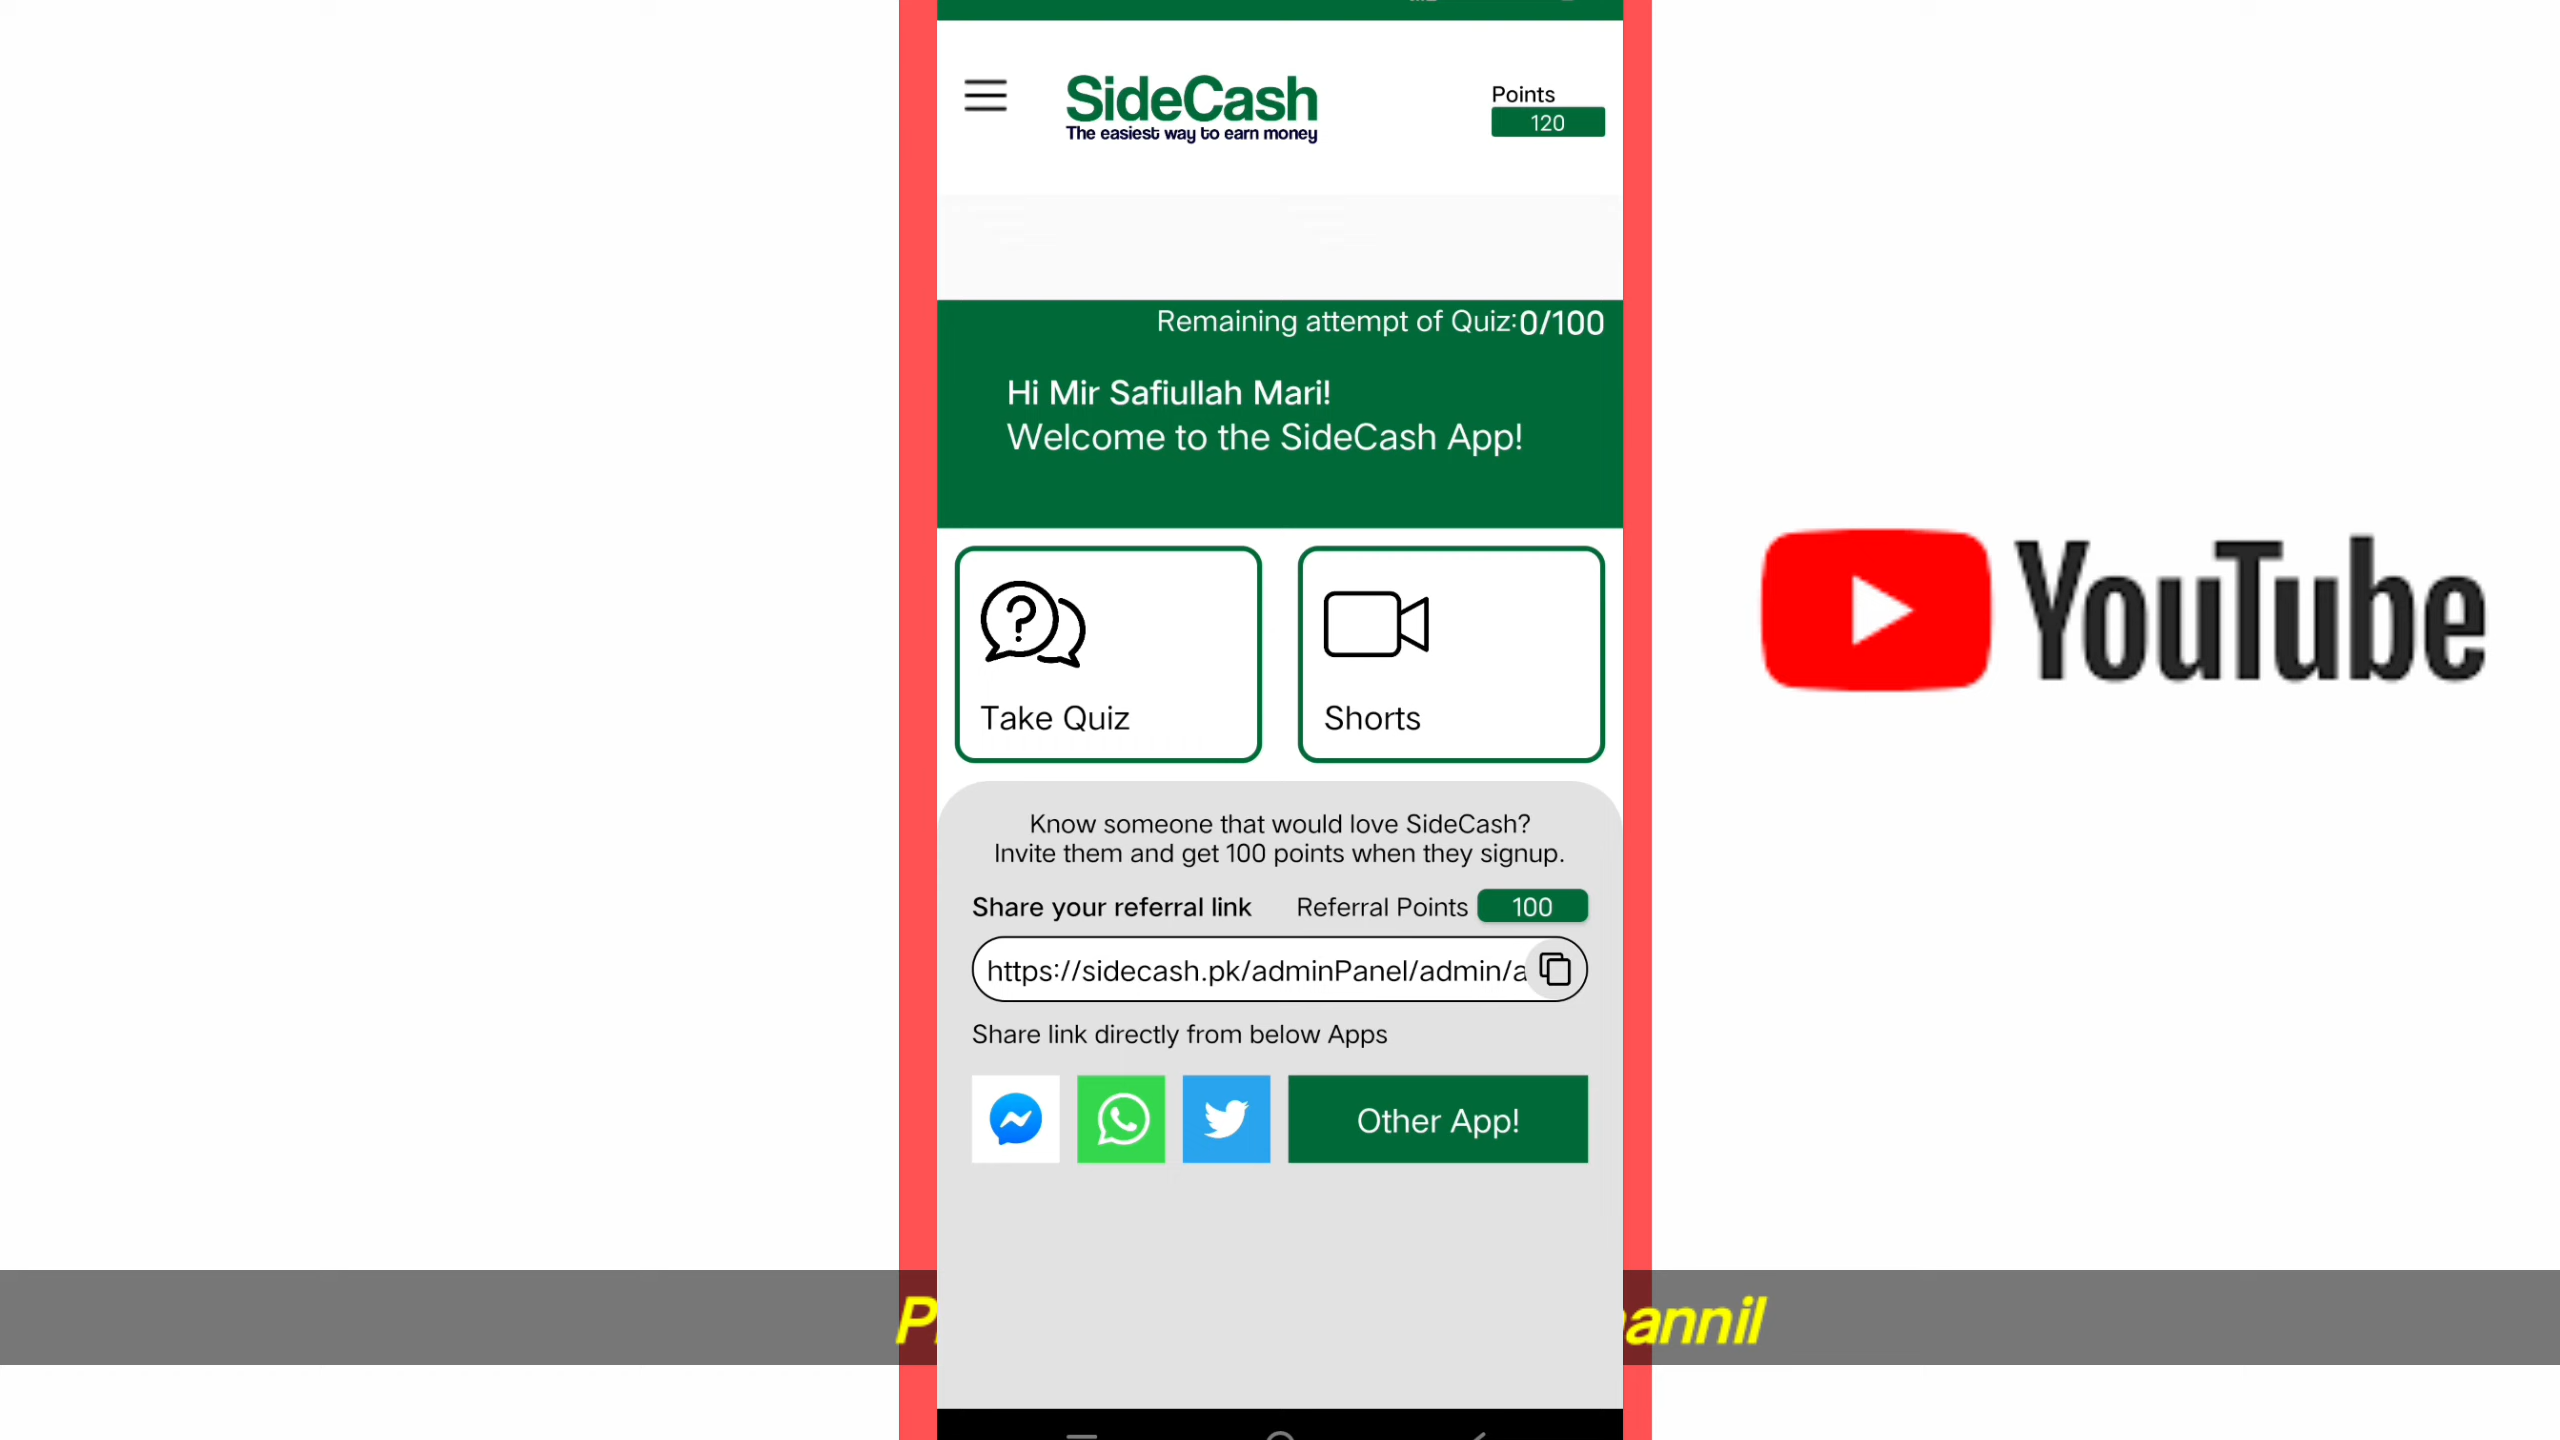 SideCash
The easiest way to earn money
Points
120
Remaining attempt of Quiz:0/100
Hi Mir Safiullah Mari!
Welcome to the SideCash App!
Take Quiz
Shorts
YouTube
Know someone that would love SideCash?
Invite them and get 100 points when they signup.
Share your referral link
Referral Points 100
https://sidecash.pk/adminPanel/admin/a
Share link directly from below Apps
Other App!
annil